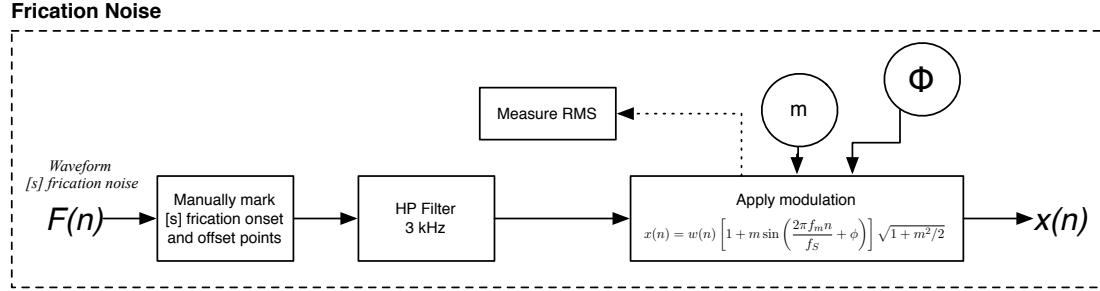 Frication Noise
Φ
m
Measure RMS
Waveform
[s] frication noise
F(n)
Manually mark
[s] frication onset
and offset points
HP Filter
3 kHz
Apply modulation
x(n) = w(n) [1 + m sin (2πf_m n / f_S + φ)] √(1 + m²/2)
x(n)